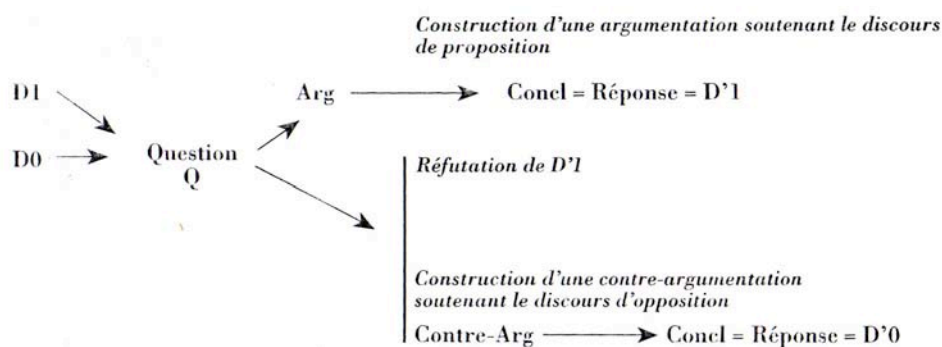 Construction d'une argumentation soutenant le discours
de proposition
D1
Arg
Concl = Réponse = D'1
D0
Question
Q
Réfutation de D'1
Construction d'une contre-argumentation
soutenant le discours d'opposition
Contre-Arg
Concl = Réponse = D'0